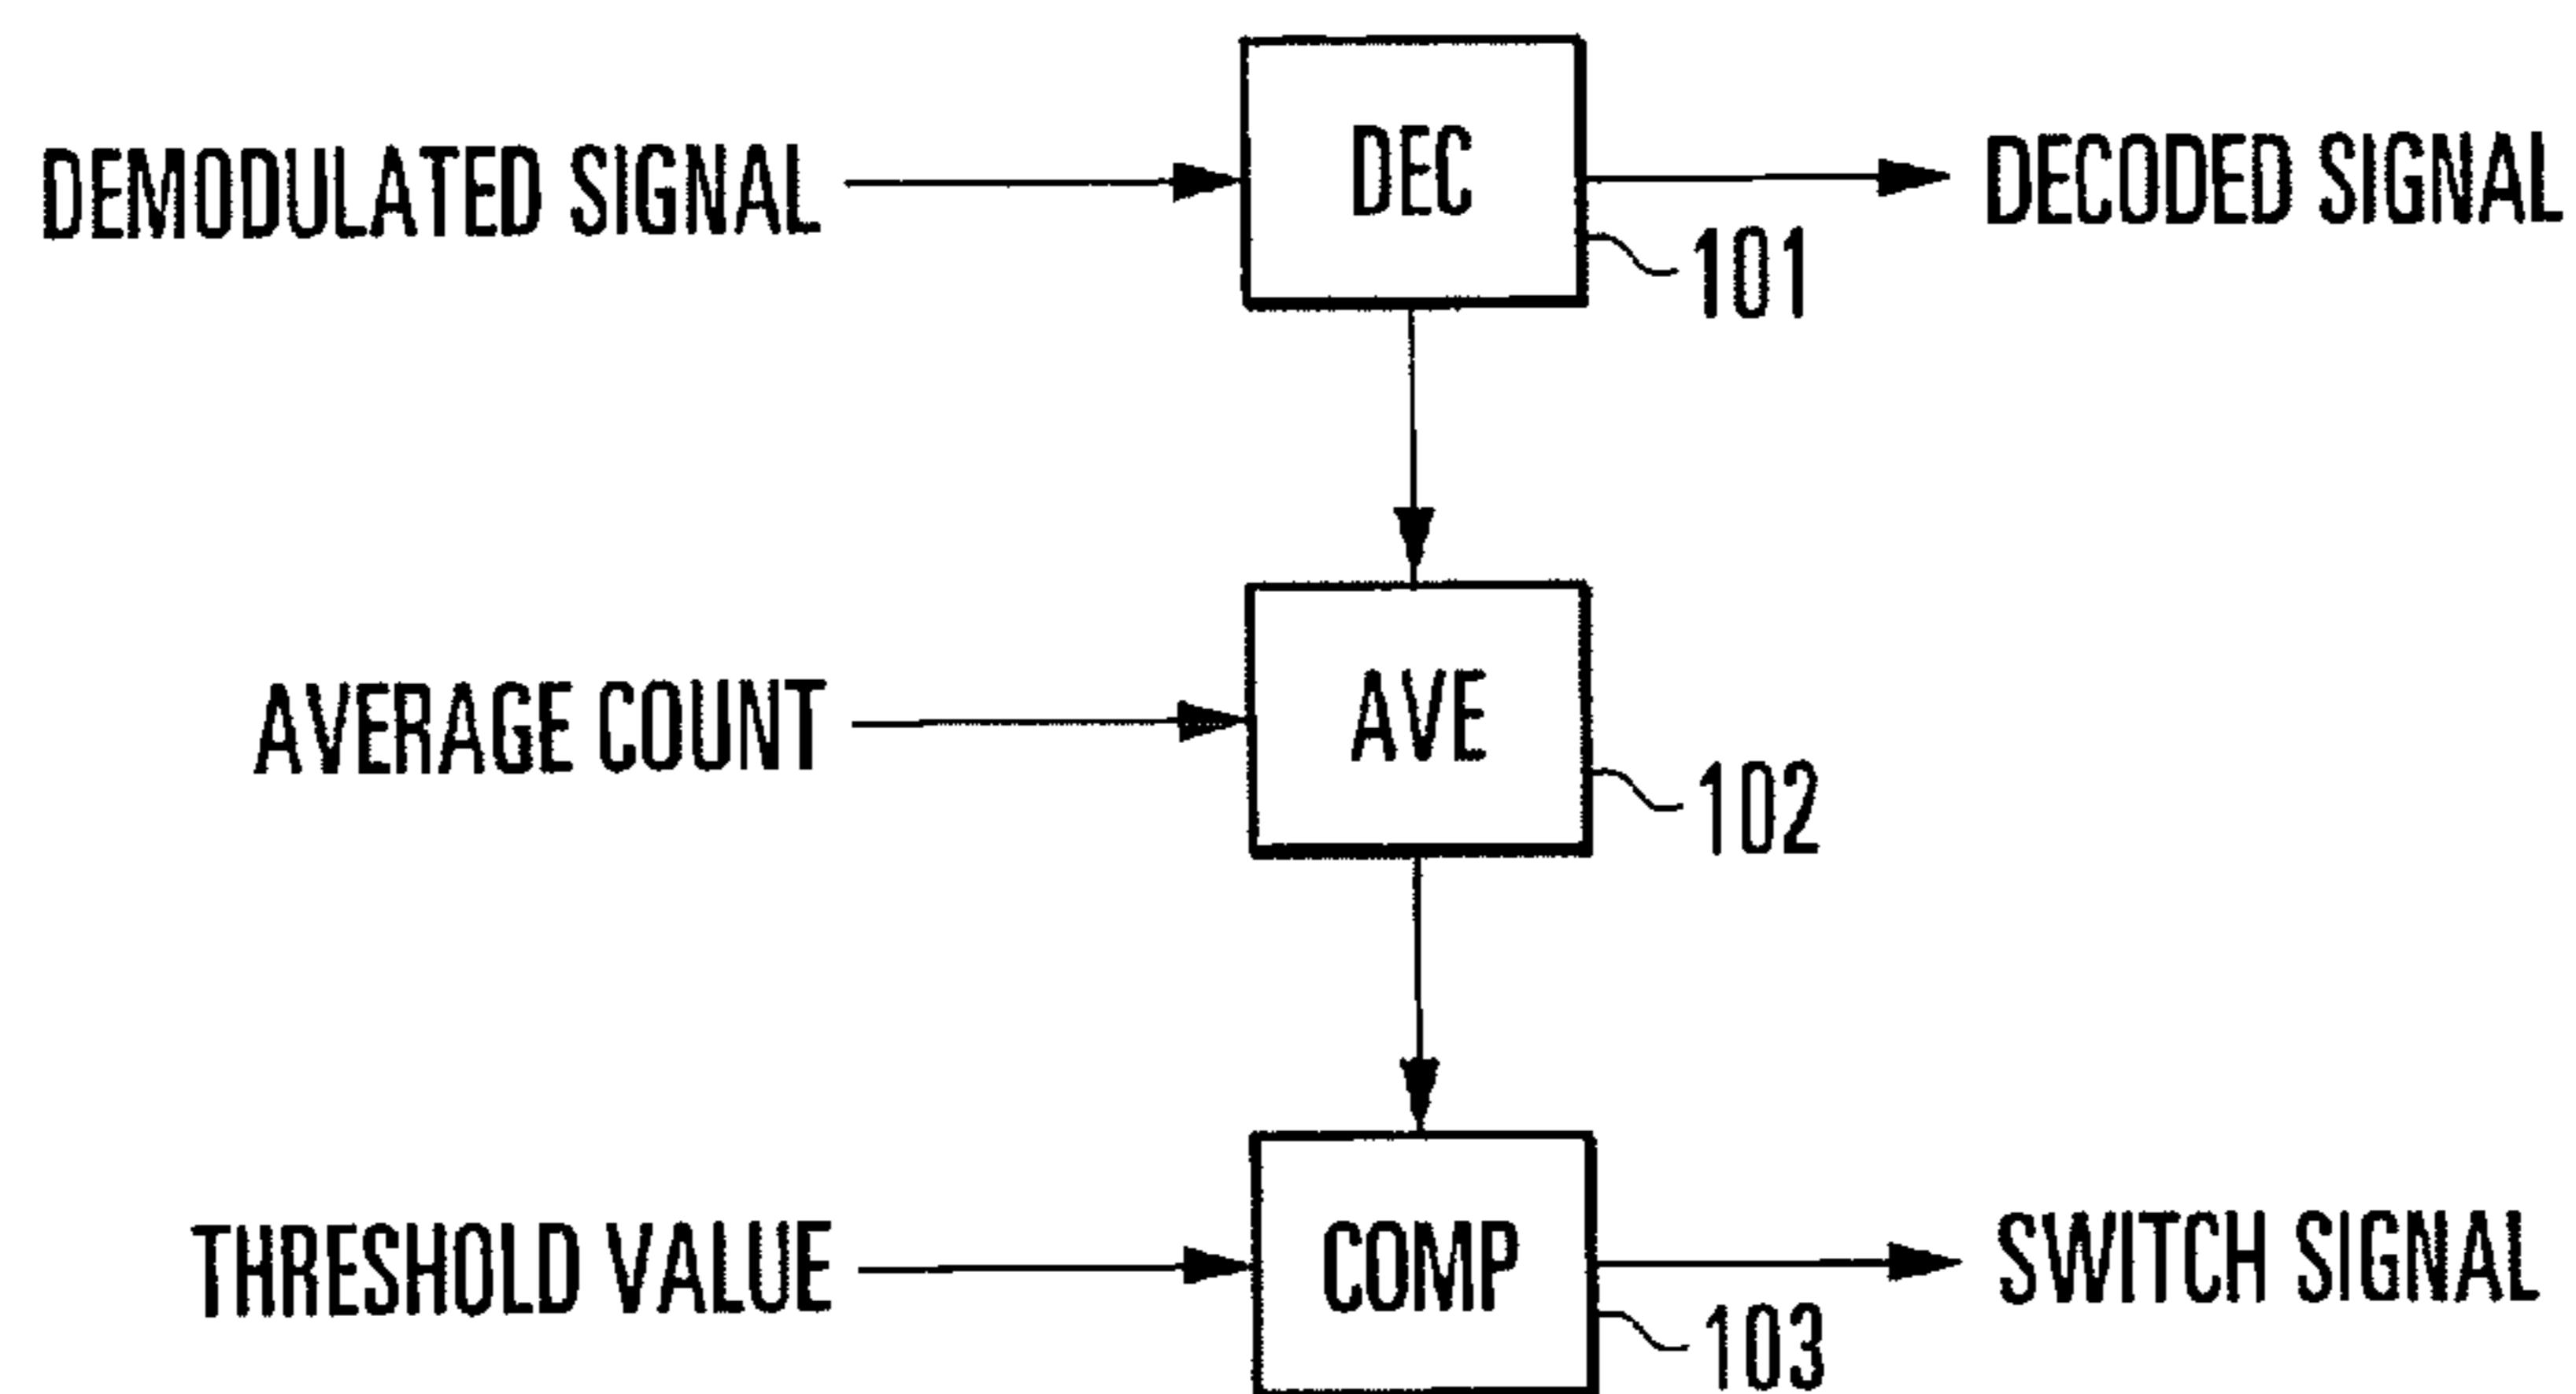 DEMODULATED SIGNAL
DEC
DECODED SIGNAL
101
AVERAGE COUNT
AVE
102
THRESHOLD VALUE
COMP
SWITCH SIGNAL
103